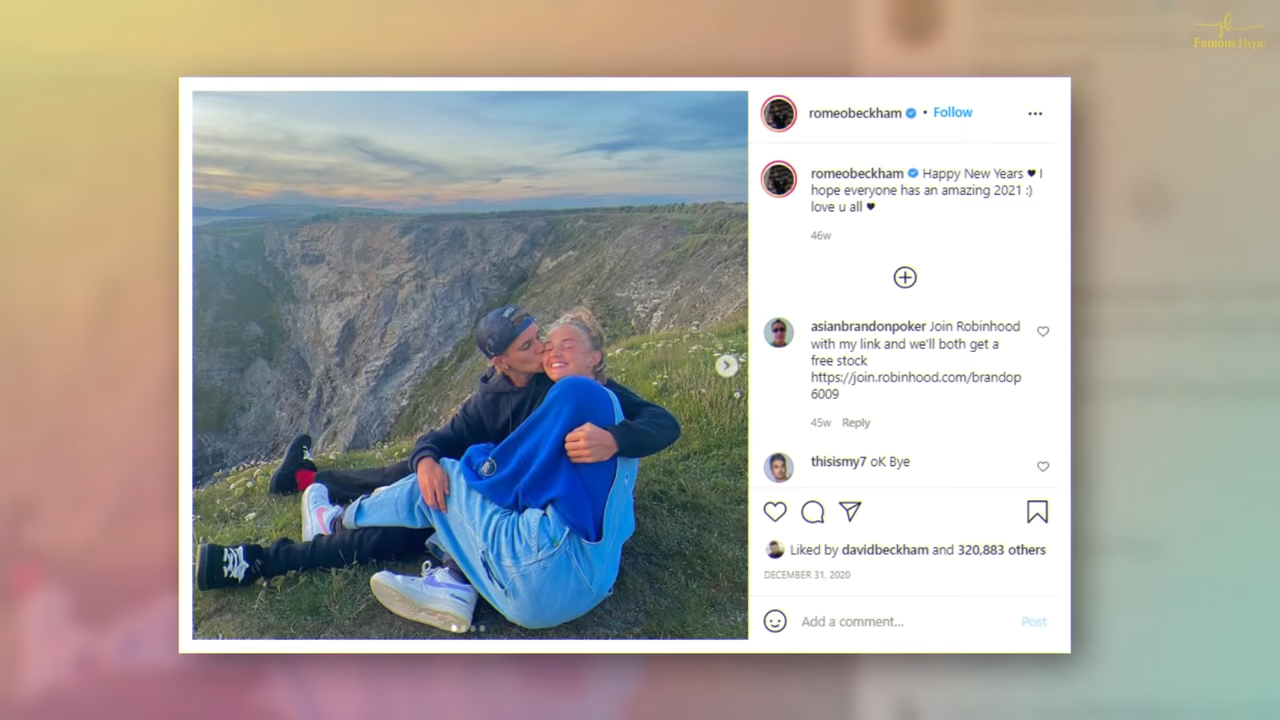 Famous Hype
romeobeckham • Follow
romeobeckham Happy New Years ♥ I
hope everyone has an amazing 2021 :)
love u all ♥
46w
asianbrandonpoker Join Robinhood
with my link and we'll both get a
free stock
https://join.robinhood.com/brandop
6009
45w Reply
thisismy7 oK Bye
Liked by davidbeckham and 320,883 others
DECEMBER 31, 2020
Add a comment... Post